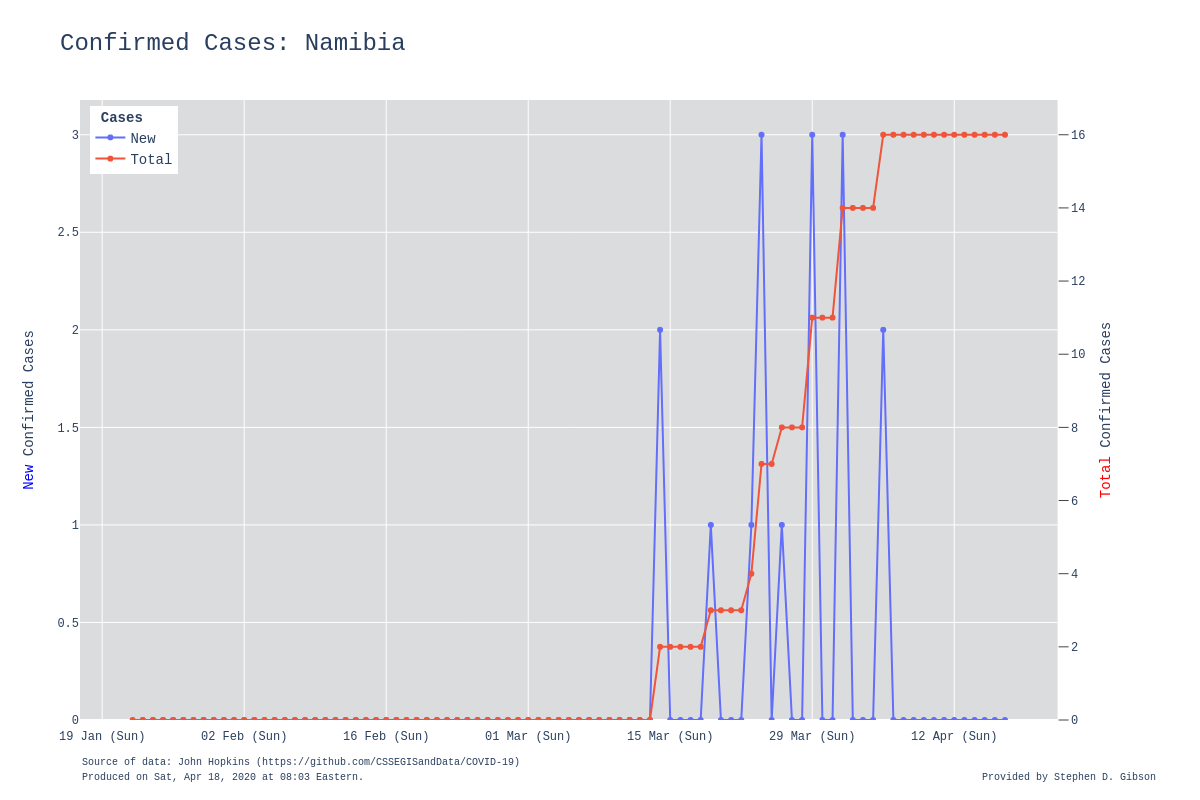 Confirmed Cases: Namibia
Cases
New
Total
3
2.5
2
1.5
1
0.5
0
16
14
12
10
8
6
4
2
0
New Confirmed Cases
Total Confirmed Cases
19 Jan (Sun) 02 Feb (Sun) 16 Feb (Sun) 01 Mar (Sun) 15 Mar (Sun) 29 Mar (Sun) 12 Apr (Sun)
Source of data: John Hopkins (https://github.com/CSSEGISandData/COVID-19)
Produced on Sat, Apr 18, 2020 at 08:03 Eastern.
Provided by Stephen D. Gibson